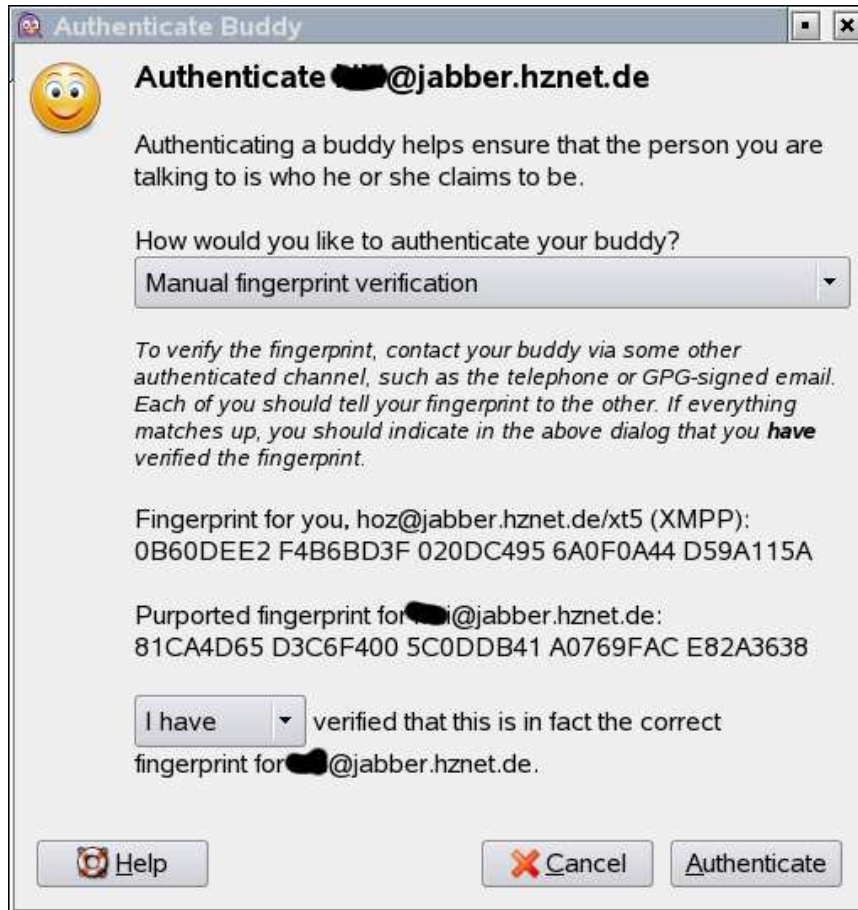 Authenticate Buddy
Authenticate @jabber.hznet.de
Authenticating a buddy helps ensure that the person you are
talking to is who he or she claims to be.
How would you like to authenticate your buddy?
Manual fingerprint verification
To verify the fingerprint, contact your buddy via some other
authenticated channel, such as the telephone or GPG-signed email.
Each of you should tell your fingerprint to the other. If everything
matches up, you should indicate in the above dialog that you have
verified the fingerprint.
Fingerprint for you, hoz@jabber.hznet.de/xt5 (XMPP):
0B60DEE2 F4B6BD3F 020DC495 6A0F0A44 D59A115A
Purported fingerprint for @jabber.hznet.de:
81CA4D65 D3C6F400 5C0DDB41 A0769FAC E82A3638
I have verified that this is in fact the correct
fingerprint for @jabber.hznet.de.
Help Cancel Authenticate